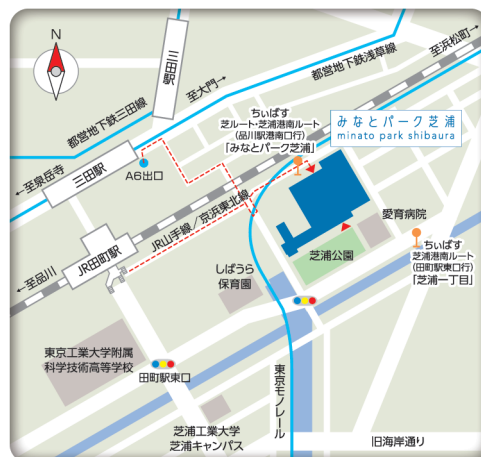 N
三田駅
至浜松町→
都営地下鉄浅草線
至大門→
都営地下鉄三田線
ちぃばす
芝ルート・芝浦港南ルート
(品川駅港南口行)
「みなとパーク芝浦」
みなとパーク芝浦
minato park shibaura
←至泉岳寺
三田駅
A6出口
JR山手線/京浜東北線
愛育病院
←至品川
JR田町駅
芝浦公園
ちぃばす
芝浦港南ルート
(田町駅東口行)
「芝浦一丁目」
しばうら
保育園
東京工業大学附属
科学技術高等学校
田町駅東口
東京モノレール
芝浦工業大学
芝浦キャンパス
旧海岸通り